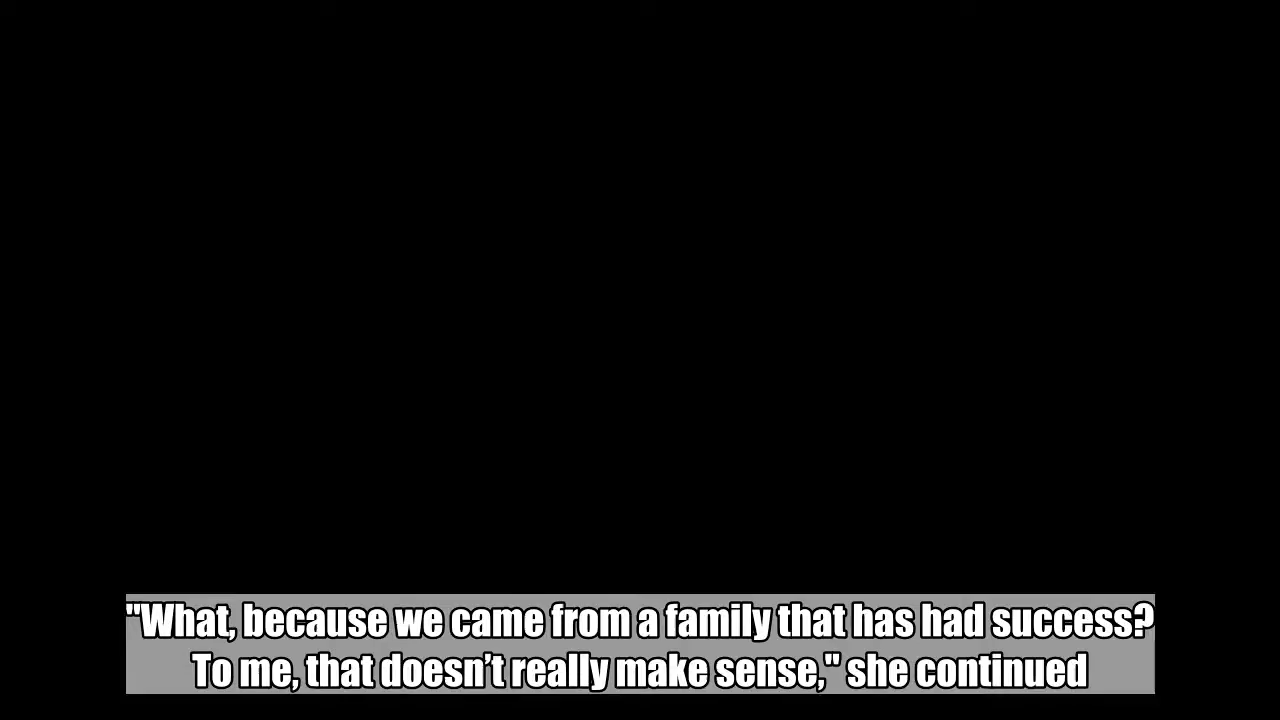 "What, because we came from a family that has had success?
To me, that doesn’t really make sense," she continued